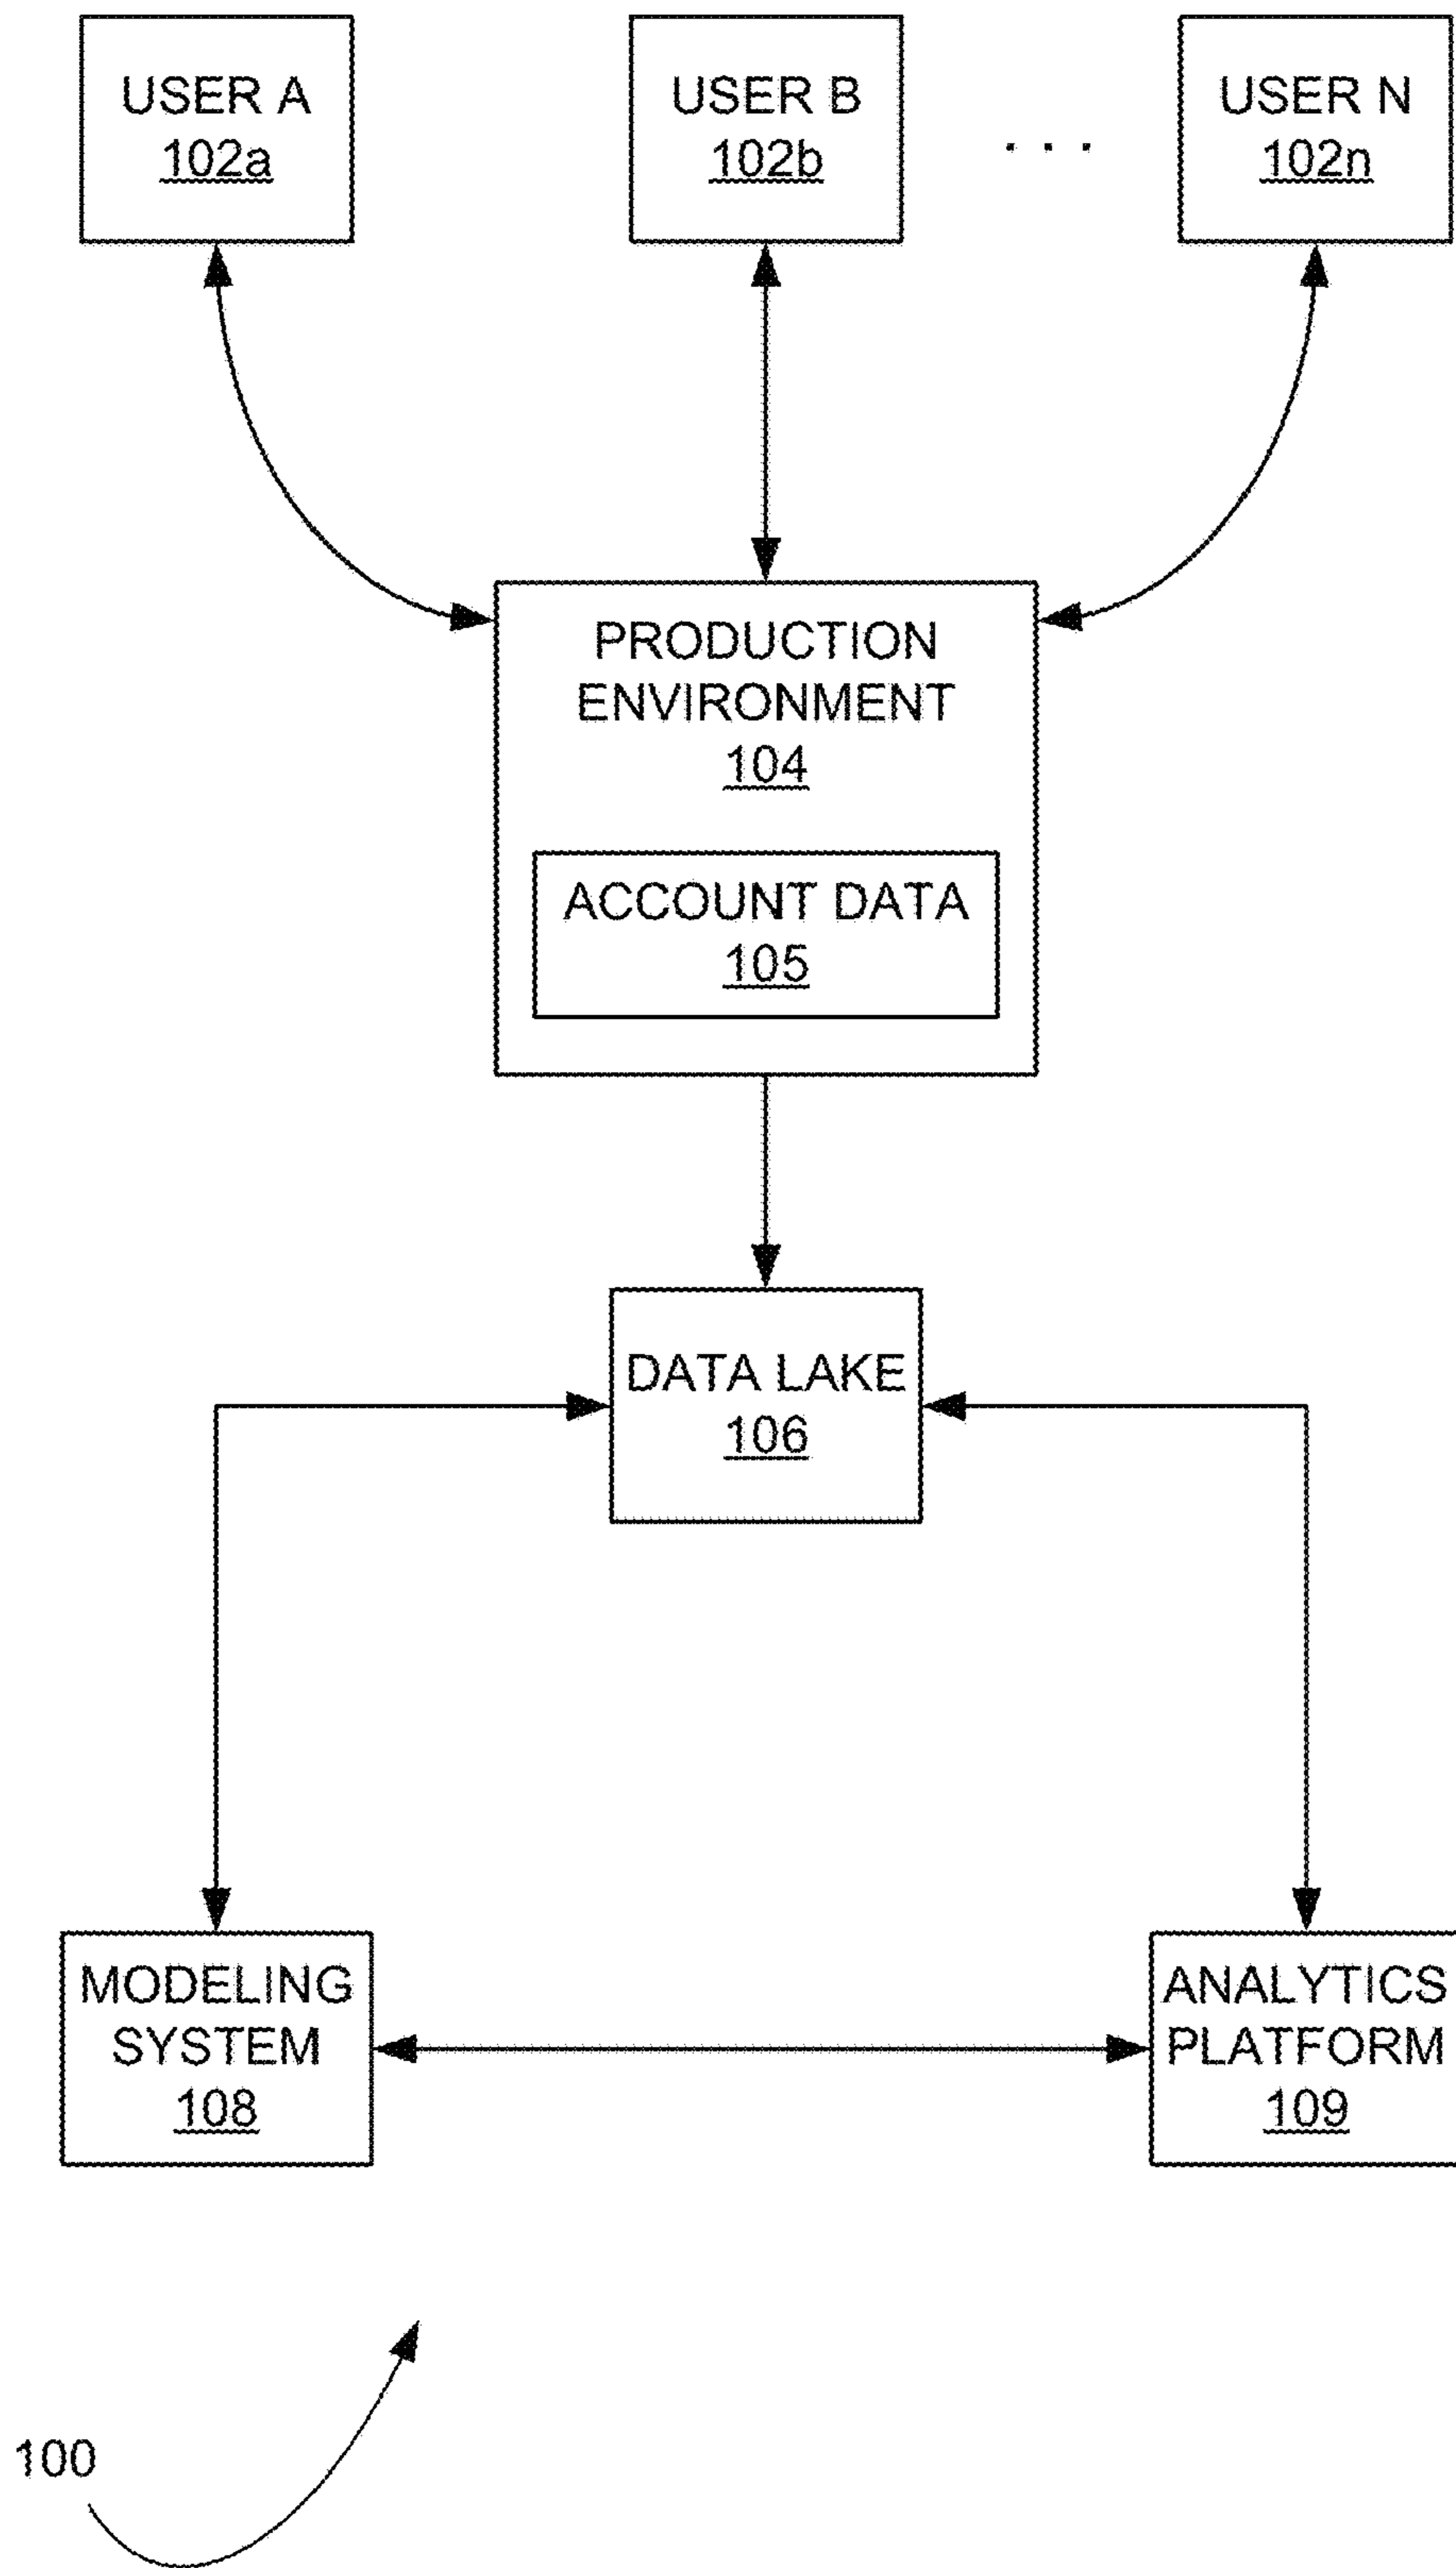 USER A
102a
USER B
102b
. . .
USER N
102n
PRODUCTION
ENVIRONMENT
104
ACCOUNT DATA
105
DATA LAKE
106
MODELING
SYSTEM
108
ANALYTICS
PLATFORM
109
100